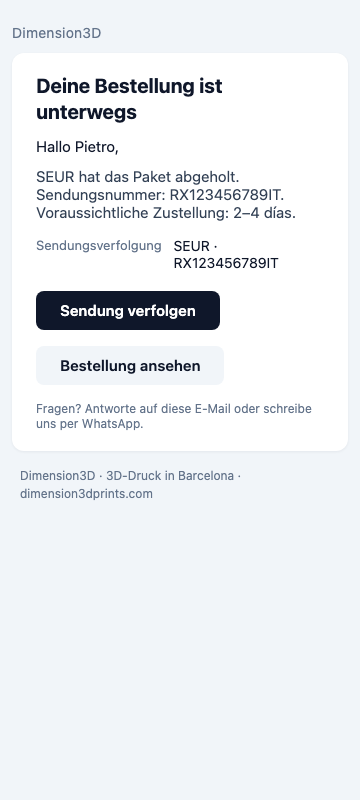 Dimension3D
Deine Bestellung ist
unterwegs
Hallo Pietro,
SEUR hat das Paket abgeholt.
Sendungsnummer: RX123456789IT.
Voraussichtliche Zustellung: 2–4 días.
Sendungsverfolgung SEUR ·
RX123456789IT
Sendung verfolgen
Bestellung ansehen
Fragen? Antworte auf diese E-Mail oder schreibe
uns per WhatsApp.
Dimension3D · 3D-Druck in Barcelona ·
dimension3dprints.com